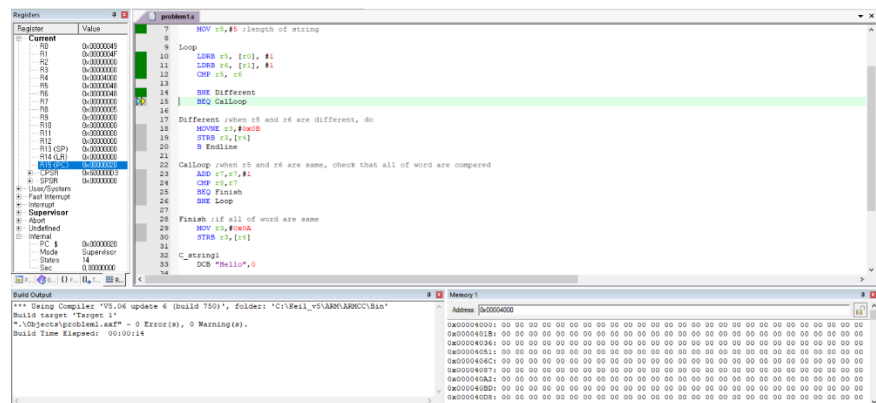 Registers
Register Value
Current
R0 0x00000049
R1 0x0000004F
R2 0x00000000
R3 0x00000000
R4 0x00004000
R5 0x00000048
R6 0x00000048
R7 0x00000000
R8 0x00000005
R9 0x00000000
R10 0x00000000
R11 0x00000000
R12 0x00000000
R13 (SP) 0x00000000
R14 (LR) 0x00000000
R15 (PC) 0x00000020
CPSR 0x600000D3
SPSR 0x00000000
User/System
Fast Interrupt
Interrupt
Supervisor
Abort
Undefined
Internal
PC $ 0x00000020
Mode Supervisor
States 14
Sec 0,00000000
problem1.s
7 MOV r8,#5 ;length of string
8
9 Loop
10 LDRB r5, [r0], #1
11 LDRB r6, [r1], #1
12 CMP r5, r6
13
14 BNE Different
15 BEQ CalLoop
16
17 Different ;when r5 and r6 are different, do
18 MOVNE r3,#0x0B
19 STRB r3,[r4]
20 B Endline
21
22 CalLoop ;when r5 and r6 are same, check that all of word are compared
23 ADD r7,r7,#1
24 CMP r8,r7
25 BEQ Finish
26 BNE Loop
27
28 Finish ;if all of word are same
29 MOV r3,#0x0A
30 STRB r3,[r4]
31
32 C_string1
33 DCB "Hello",0
34
Build Output
*** Using Compiler 'V5.06 update 6 (build 750)', folder: 'C:\Keil_v5\ARM\ARMCC\Bin'
Build target 'Target 1'
".\Objects\problem1.axf" - 0 Error(s), 0 Warning(s).
Build Time Elapsed: 00:00:14
Memory 1
Address: 0x00004000
0x00004000: 00 00 00 00 00 00 00 00 00 00 00 00 00 00 00 00 00 00 00 00 00 00 00 00 00 00 00
0x0000401B: 00 00 00 00 00 00 00 00 00 00 00 00 00 00 00 00 00 00 00 00 00 00 00 00 00 00 00
0x00004036: 00 00 00 00 00 00 00 00 00 00 00 00 00 00 00 00 00 00 00 00 00 00 00 00 00 00 00
0x00004051: 00 00 00 00 00 00 00 00 00 00 00 00 00 00 00 00 00 00 00 00 00 00 00 00 00 00 00
0x0000406C: 00 00 00 00 00 00 00 00 00 00 00 00 00 00 00 00 00 00 00 00 00 00 00 00 00 00 00
0x00004087: 00 00 00 00 00 00 00 00 00 00 00 00 00 00 00 00 00 00 00 00 00 00 00 00 00 00 00
0x000040A2: 00 00 00 00 00 00 00 00 00 00 00 00 00 00 00 00 00 00 00 00 00 00 00 00 00 00 00
0x000040BD: 00 00 00 00 00 00 00 00 00 00 00 00 00 00 00 00 00 00 00 00 00 00 00 00 00 00 00
0x000040D8: 00 00 00 00 00 00 00 00 00 00 00 00 00 00 00 00 00 00 00 00 00 00 00 00 00 00 00